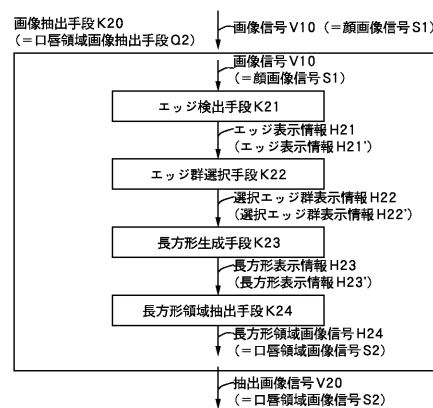 画像抽出手段K20
(=口唇領域画像抽出手段Q2)
画像信号V10 (=顔画像信号S1)
画像信号V10
(=顔画像信号S1)
エッジ検出手段K21
エッジ表示情報H21
(エッジ表示情報H21')
エッジ群選択手段K22
選択エッジ群表示情報H22
(選択エッジ群表示情報H22')
長方形生成手段K23
長方形表示情報H23
(長方形表示情報H23')
長方形領域抽出手段K24
長方形領域画像信号H24
(=口唇領域画像信号S2)
抽出画像信号V20
(=口唇領域画像信号S2)